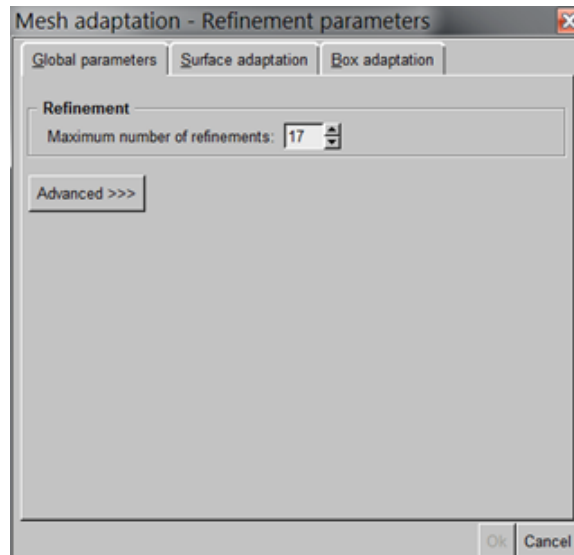 Mesh adaptation - Refinement parameters
Global parameters Surface adaptation Box adaptation
Refinement
Maximum number of refinements: 17
Advanced >>>
Ok Cancel